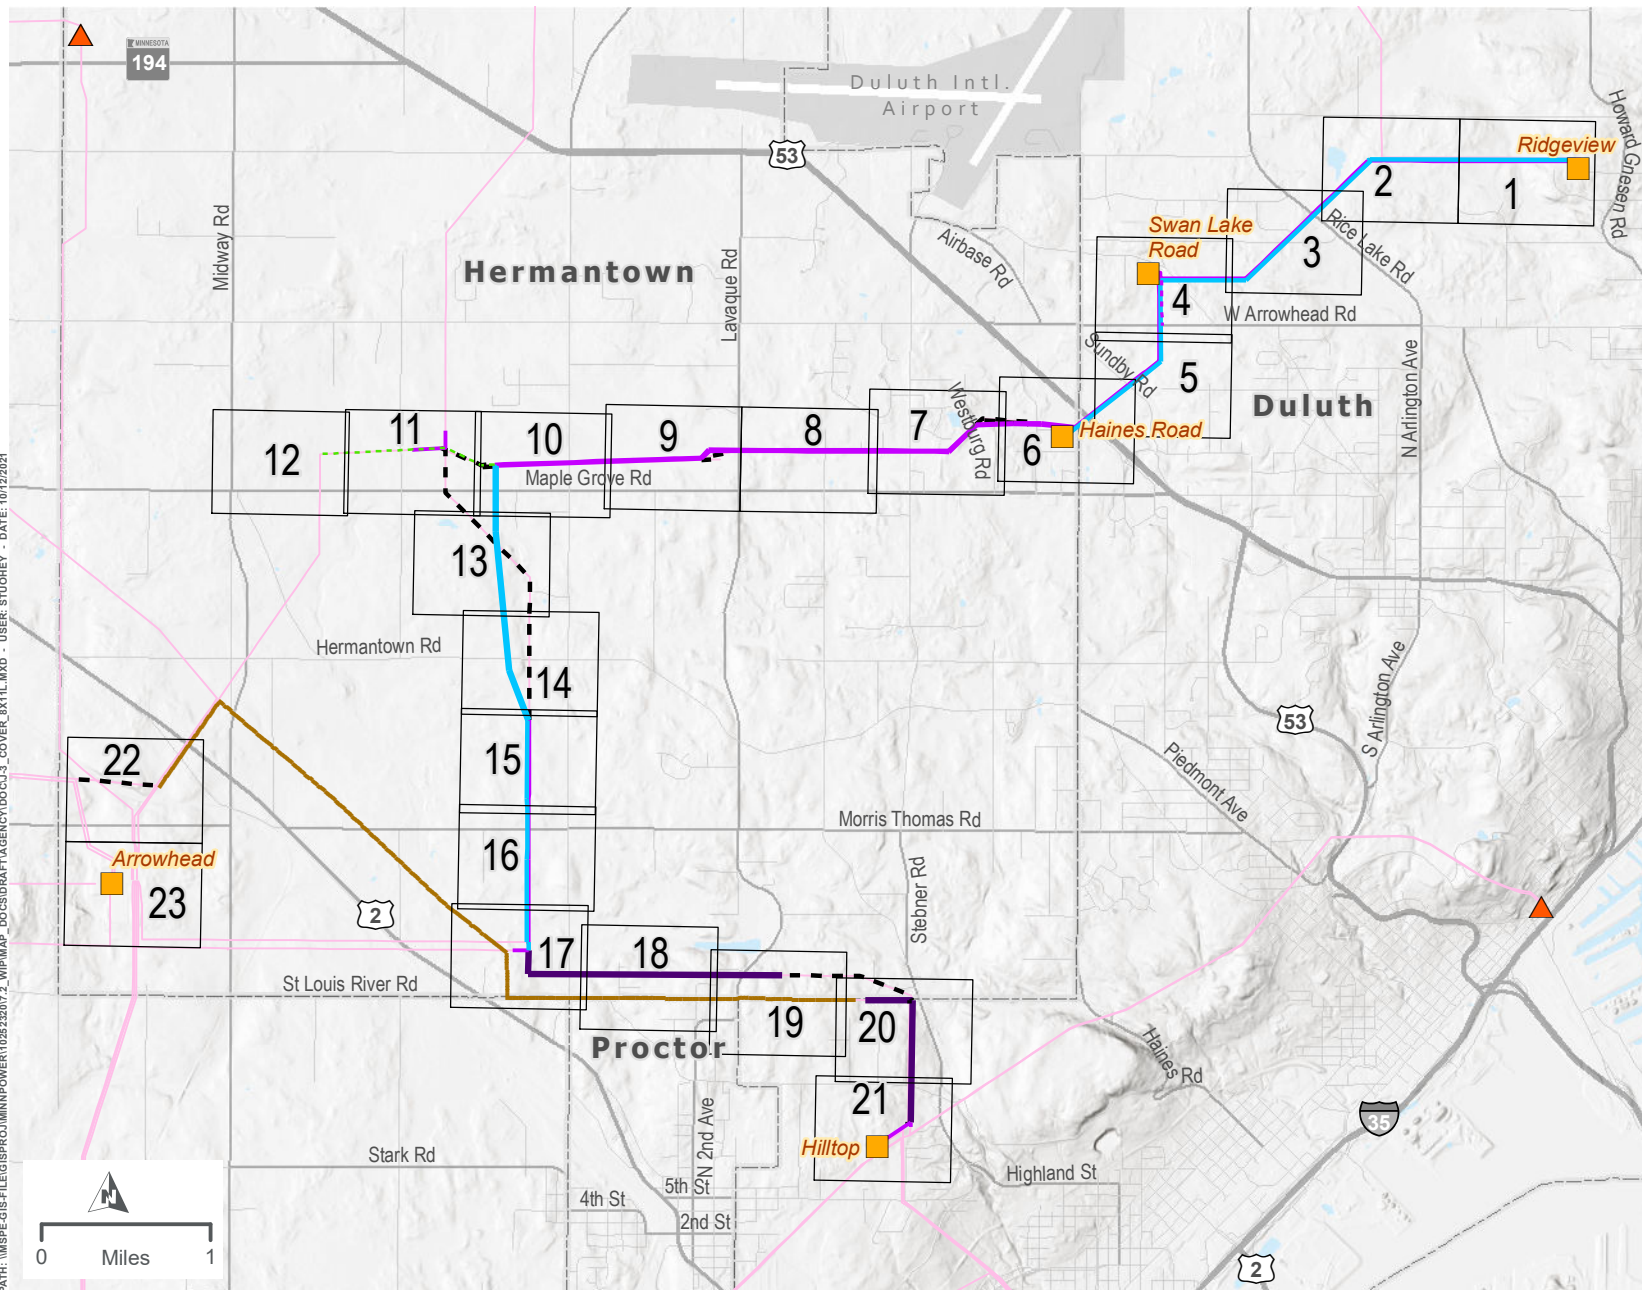 MINNESOTA
194
Duluth Intl.
Airport
53
Howard Gnesen Rd
Ridgeview
2
1
Midway Rd
Swan Lake
Road
Rice Lake Rd
3
Airbase Rd
Lavaque Rd
Hermantown
4
W Arrowhead Rd
Sundby Rd
5
N Arlington Ave
Duluth
Westburg Rd
12
11
10
9
8
7
6
Haines Road
Maple Grove Rd
13
Hermantown Rd
14
53
S Arlington Ave
22
15
Piedmont Ave
Morris Thomas Rd
16
Arrowhead
23
2
Stebner Rd
17
18
St Louis River Rd
19
20
Proctor
Haines Rd
21
35
N 2nd Ave
Hilltop
Stark Rd
Highland St
5th St
4th St
2nd St
N
0 Miles 1
2